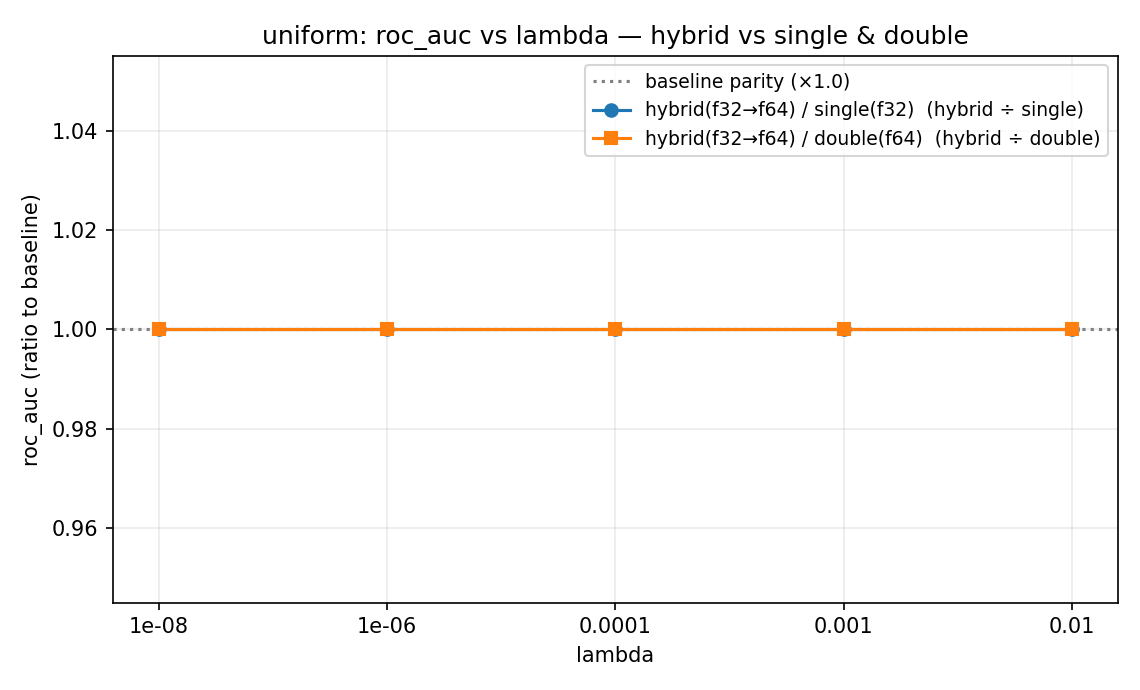 uniform: roc_auc vs lambda — hybrid vs single & double
baseline parity (×1.0)
hybrid(f32→f64) / single(f32)  (hybrid ÷ single)
hybrid(f32→f64) / double(f64)  (hybrid ÷ double)
roc_auc (ratio to baseline)
1.04
1.02
1.00
0.98
0.96
1e-08
1e-06
0.0001
0.001
0.01
lambda